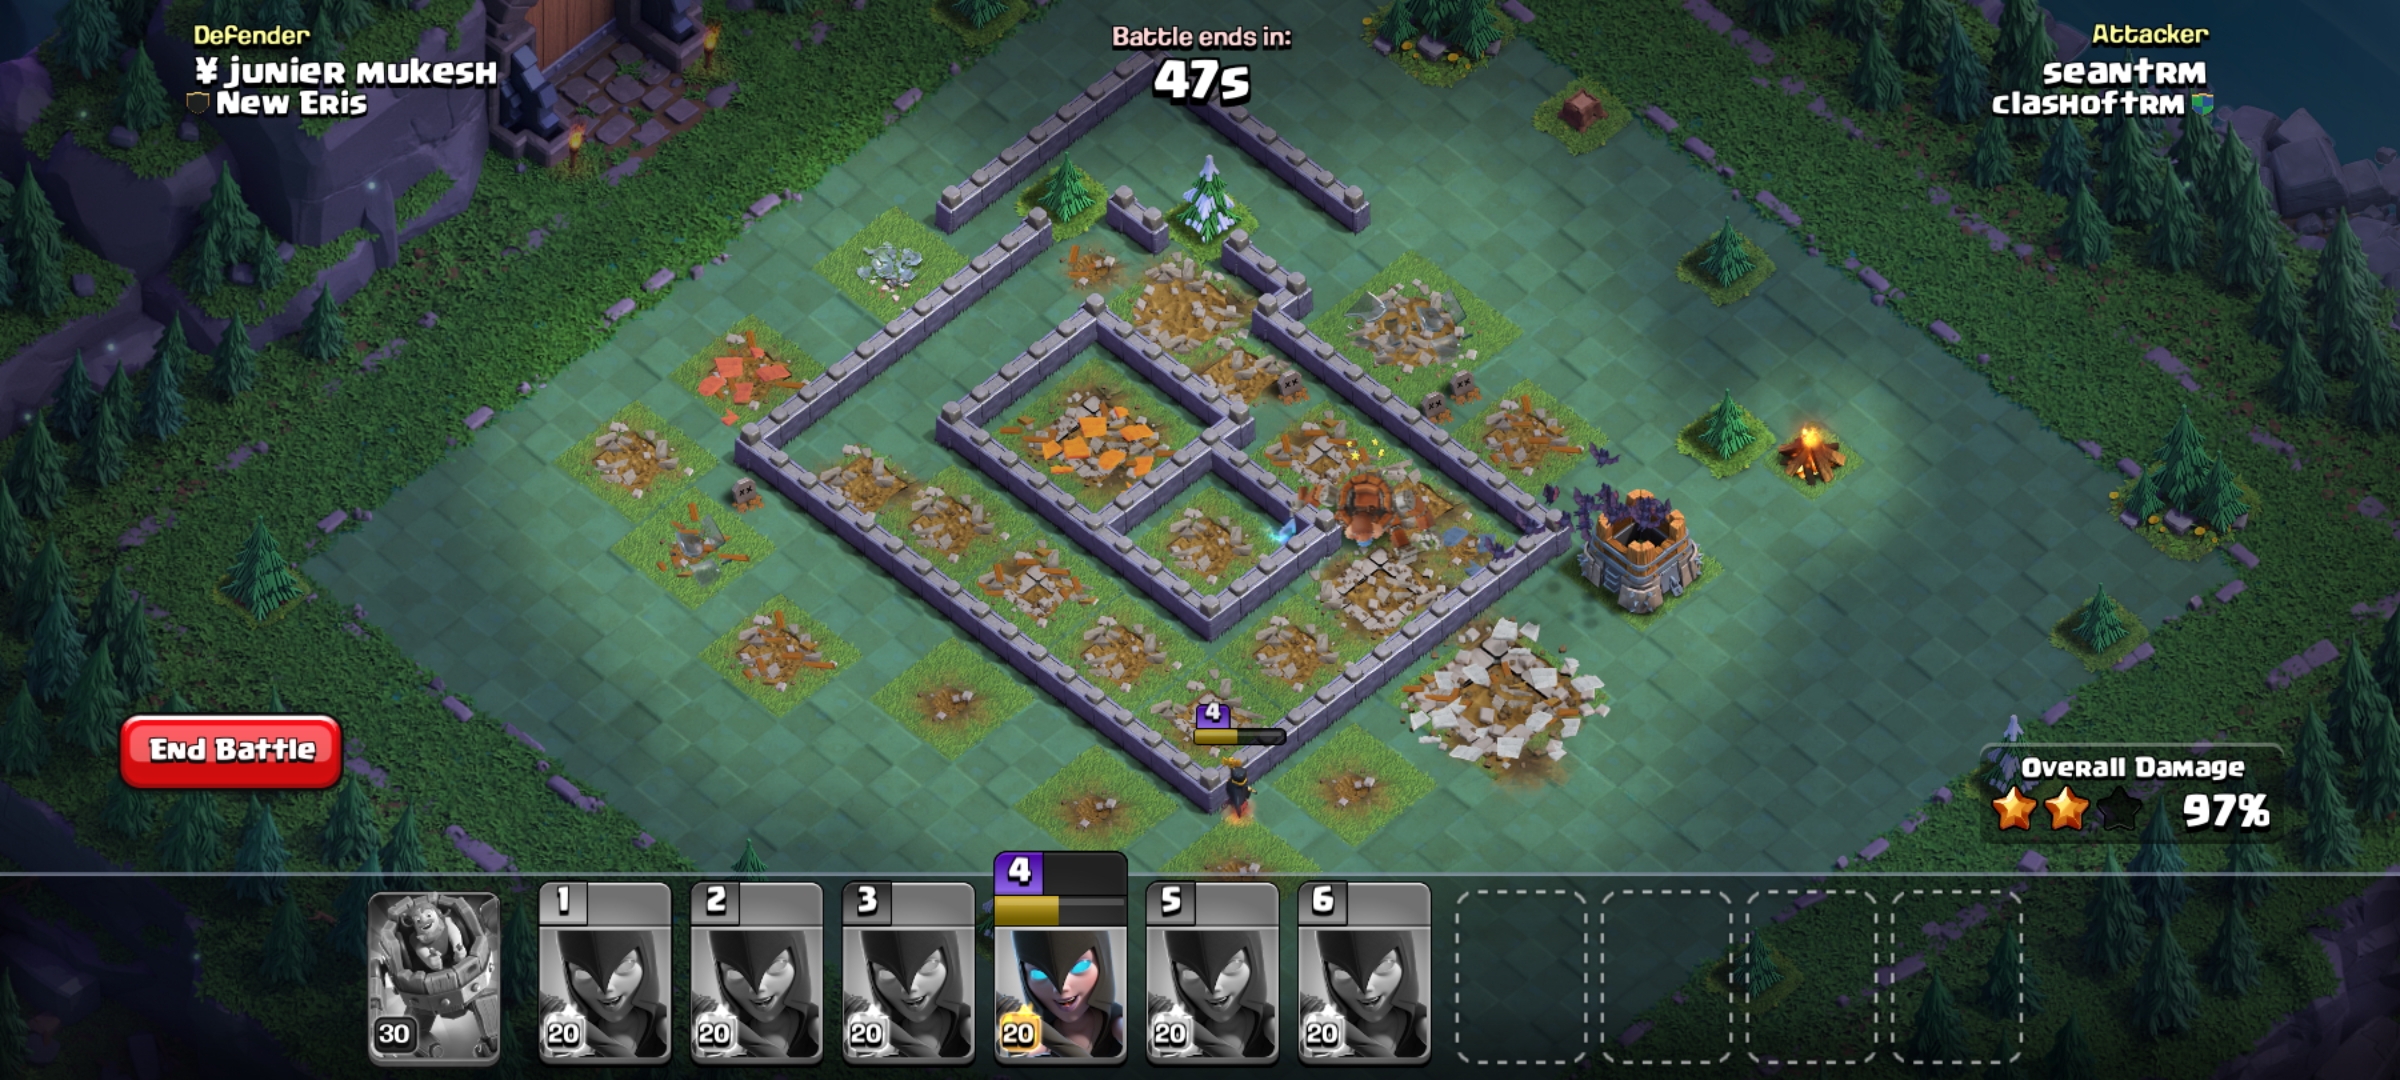 Defender
¥ JUNIER MUKESH
New Eris
Battle ends in:
47s
Attacker
seantRM
clashoftRM
End Battle
Overall Damage
97%
4
4
1
2
3
5
6
30
20
20
20
20
20
20